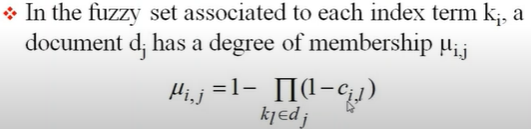 ❖ In the fuzzy set associated to each index term kᵢ, a
document dⱼ has a degree of membership μᵢ,ⱼ
μᵢ,ⱼ = 1 − ∏(1 − cᵢ,ₗ)
kₗ∈dⱼ